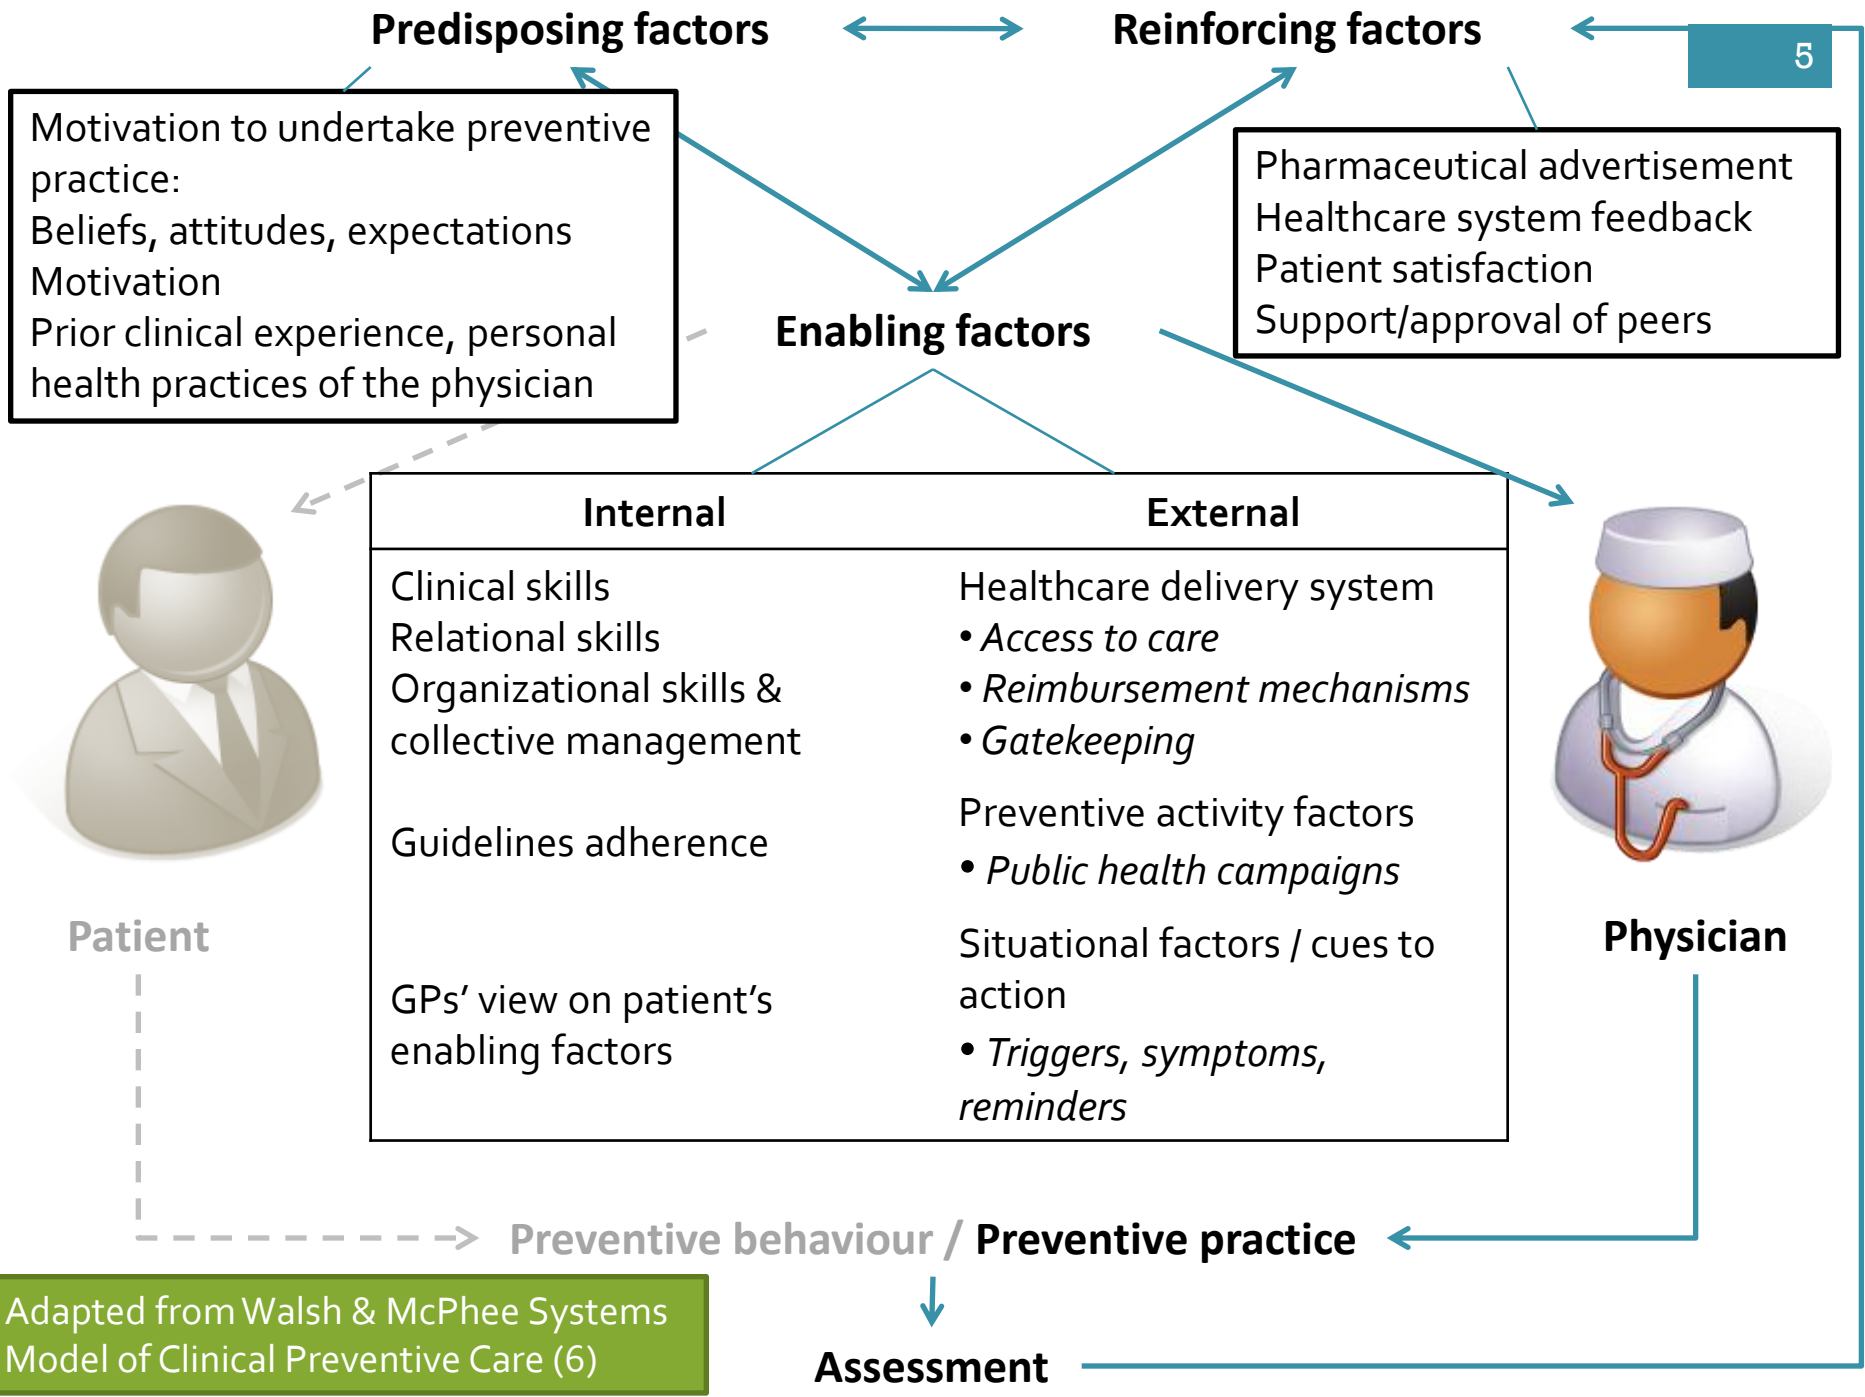 Predisposing factors
Reinforcing factors
5
Motivation to undertake preventive
practice:
Beliefs, attitudes, expectations
Motivation
Prior clinical experience, personal
health practices of the physician
Pharmaceutical advertisement
Healthcare system feedback
Patient satisfaction
Support/approval of peers
Enabling factors
Internal
External
Clinical skills
Relational skills
Organizational skills &
collective management
Guidelines adherence
GPs’ view on patient’s
enabling factors
Healthcare delivery system
• Access to care
• Reimbursement mechanisms
• Gatekeeping
Preventive activity factors
• Public health campaigns
Situational factors / cues to
action
• Triggers, symptoms,
reminders
Patient
Physician
Preventive behaviour / Preventive practice
Adapted from Walsh & McPhee Systems
Model of Clinical Preventive Care (6)
Assessment